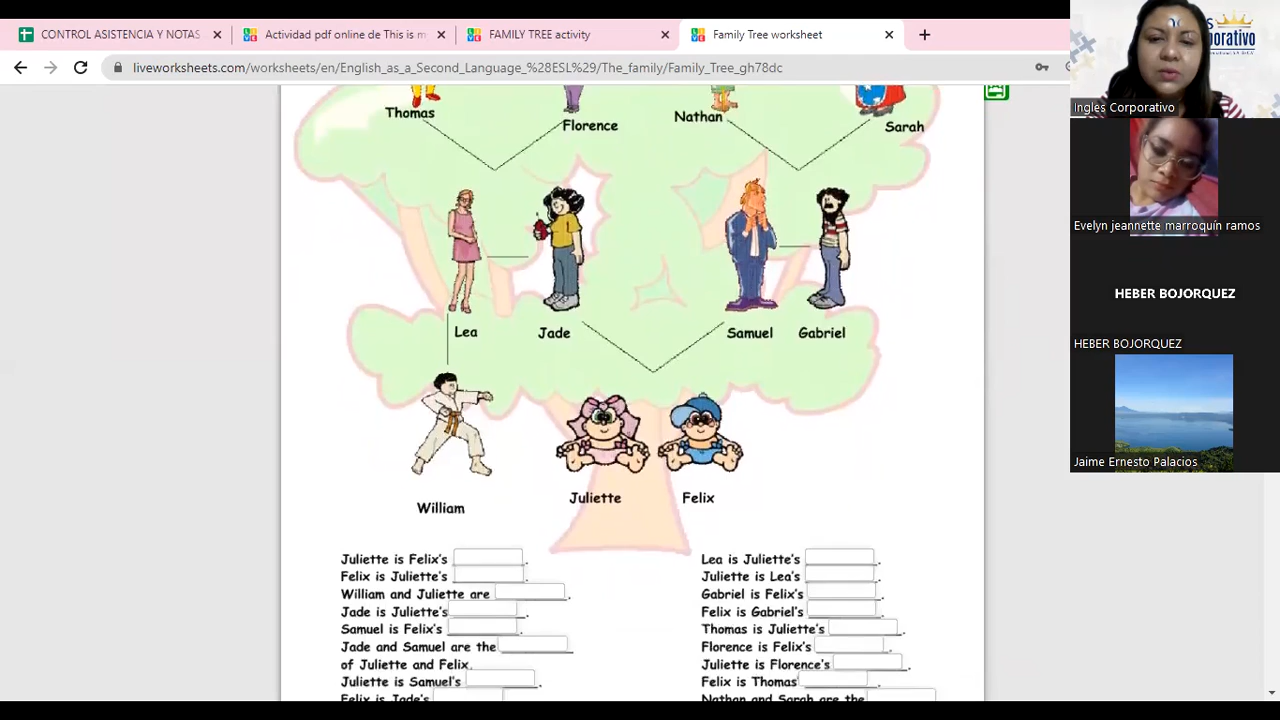 CONTROL ASISTENCIA Y NOTAS
Actividad pdf online de This is m
FAMILY TREE activity
Family Tree worksheet
liveworksheets.com/worksheets/en/English_as_a_Second_Language_%28ESL%29/The_family/Family_Tree_gh78dc
Thomas
Florence
Nathan
Sarah
Lea
Jade
Samuel
Gabriel
William
Juliette
Felix
Juliette is Felix's .
Felix is Juliette's .
William and Juliette are .
Jade is Juliette's .
Samuel is Felix's .
Jade and Samuel are the
of Juliette and Felix.
Juliette is Samuel's .
Felix is Jade's
Lea is Juliette's .
Juliette is Lea's .
Gabriel is Felix's .
Felix is Gabriel's .
Thomas is Juliette's .
Florence is Felix's .
Juliette is Florence's .
Felix is Thomas' .
Nathan and Sarah are the
Ingles Corporativo
Evelyn jeannette marroquín ramos
HEBER BOJORQUEZ
HEBER BOJORQUEZ
Jaime Ernesto Palacios